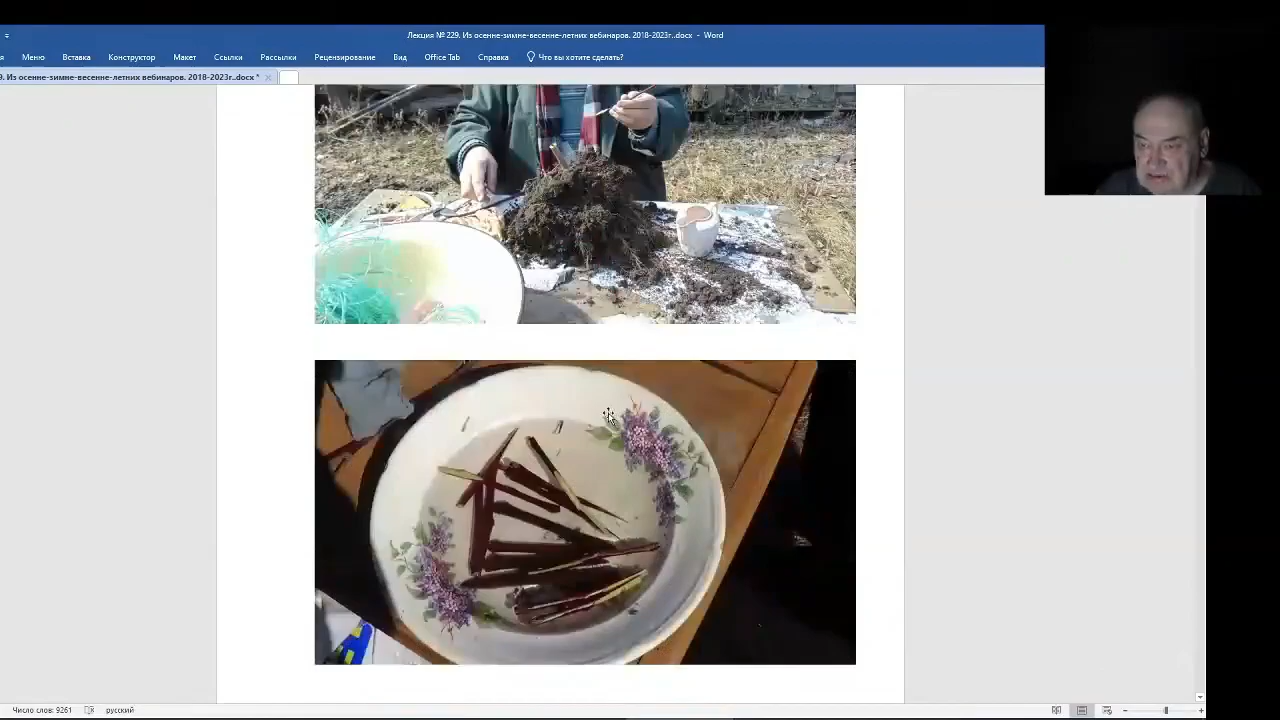 Лекция № 229. Из осенне-зимне-весенне-летних вебинаров. 2018-2023г..docx - Word
Меню Вставка Конструктор Макет Ссылки Рассылки Рецензирование Вид Office Tab Справка Что вы хотите сделать?
9. Из осенне-зимне-весенне-летних вебинаров. 2018-2023г..docx *
Число слов: 9261 русский